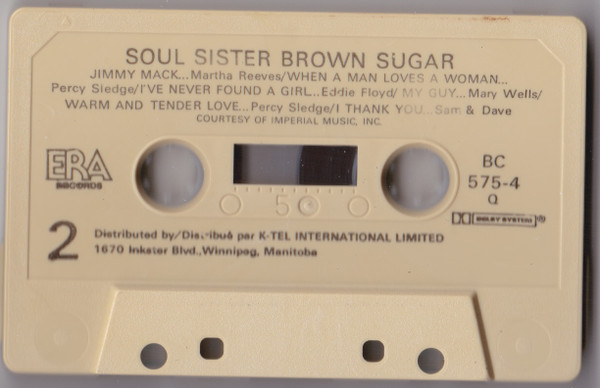 SOUL SISTER BROWN SUGAR
JIMMY MACK...Martha Reeves/WHEN A MAN LOVES A WOMAN...
Percy Sledge/I'VE NEVER FOUND A GIRL...Eddie Floyd/ MY GUY...Mary Wells/
WARM AND TENDER LOVE...Percy Sledge/I THANK YOU...Sam & Dave
COURTESY OF IMPERIAL MUSIC, INC.
ERA
RECORDS
BC
575-4
Q
50
DOLBY SYSTEM®
2
Distributed by/Distribué par K-TEL INTERNATIONAL LIMITED
1670 Inkster Blvd.,Winnipeg, Manitoba